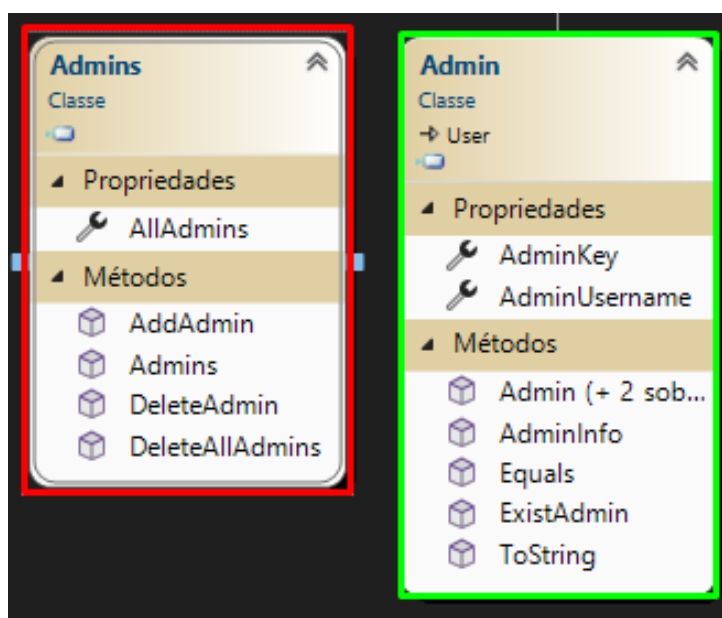 Admins
Classe
Propriedades
AllAdmins
Métodos
AddAdmin
Admins
DeleteAdmin
DeleteAllAdmins
Admin
Classe
User
Propriedades
AdminKey
AdminUsername
Métodos
Admin (+ 2 sob...
AdminInfo
Equals
ExistAdmin
ToString